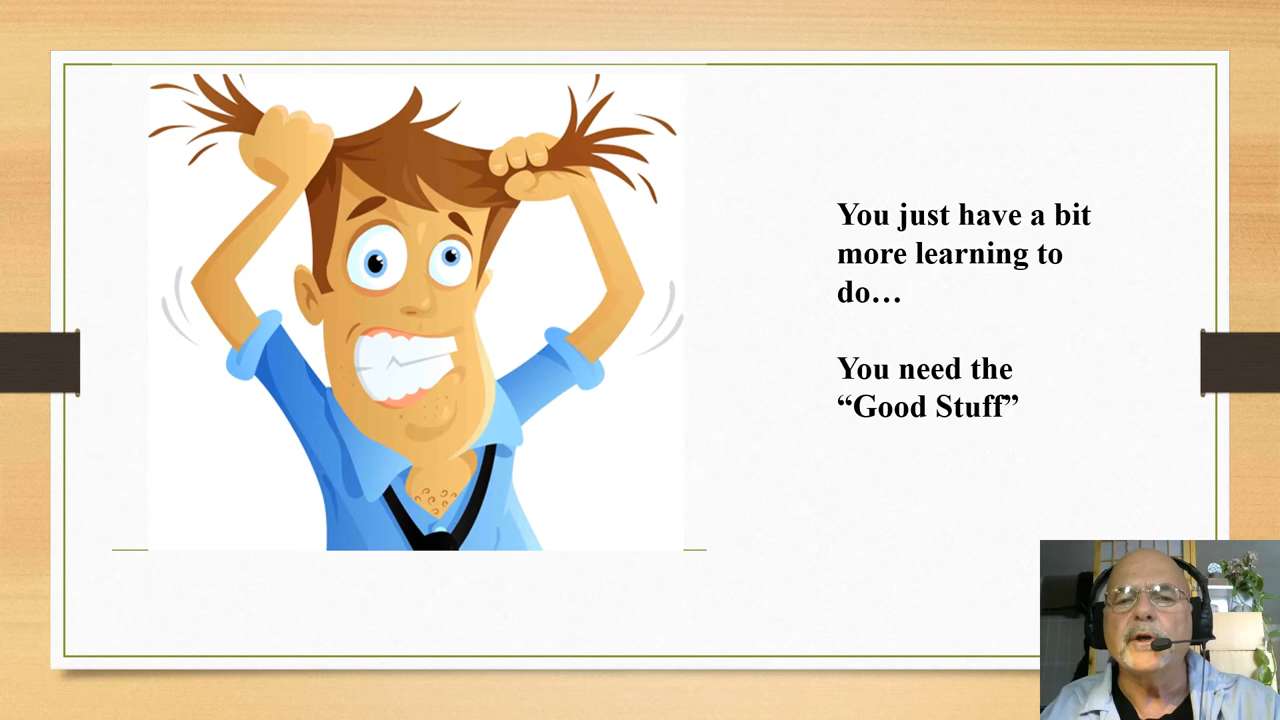 You just have a bit
more learning to
do…
You need the
“Good Stuff”